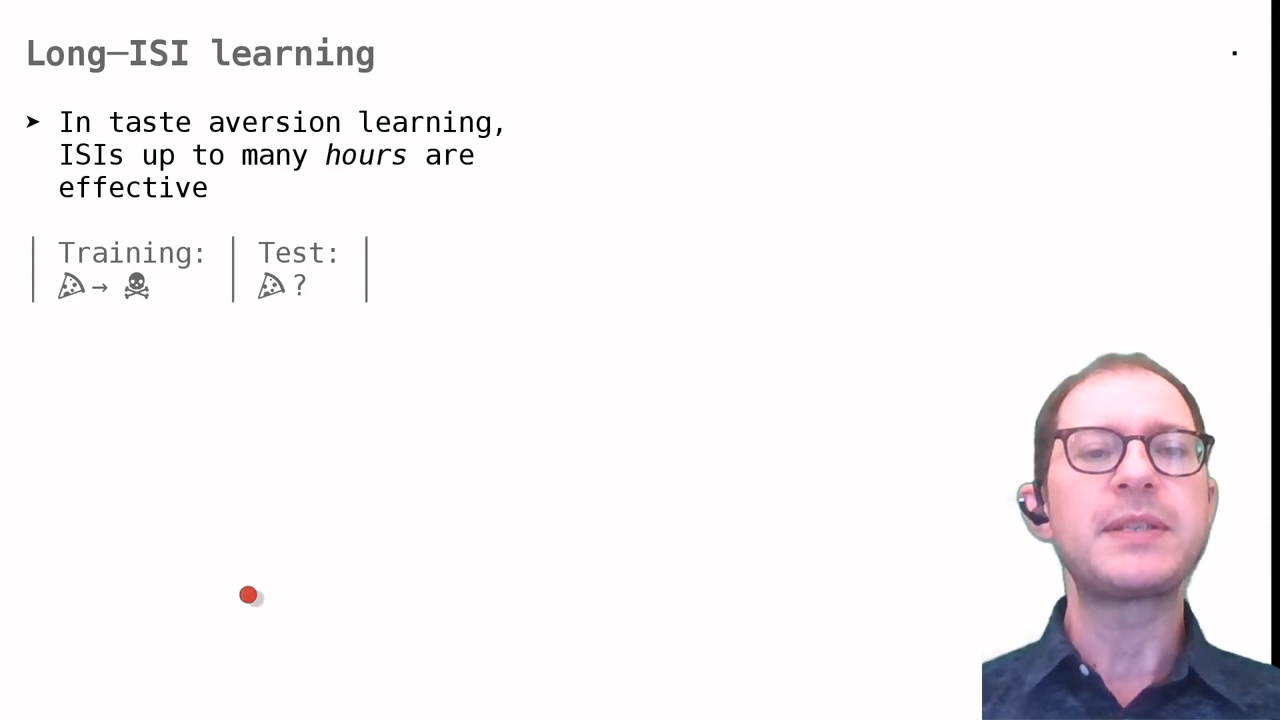 Long–ISI learning
➤ In taste aversion learning,
ISIs up to many hours are
effective
Training:
🍕→ ☠
Test:
🍕?